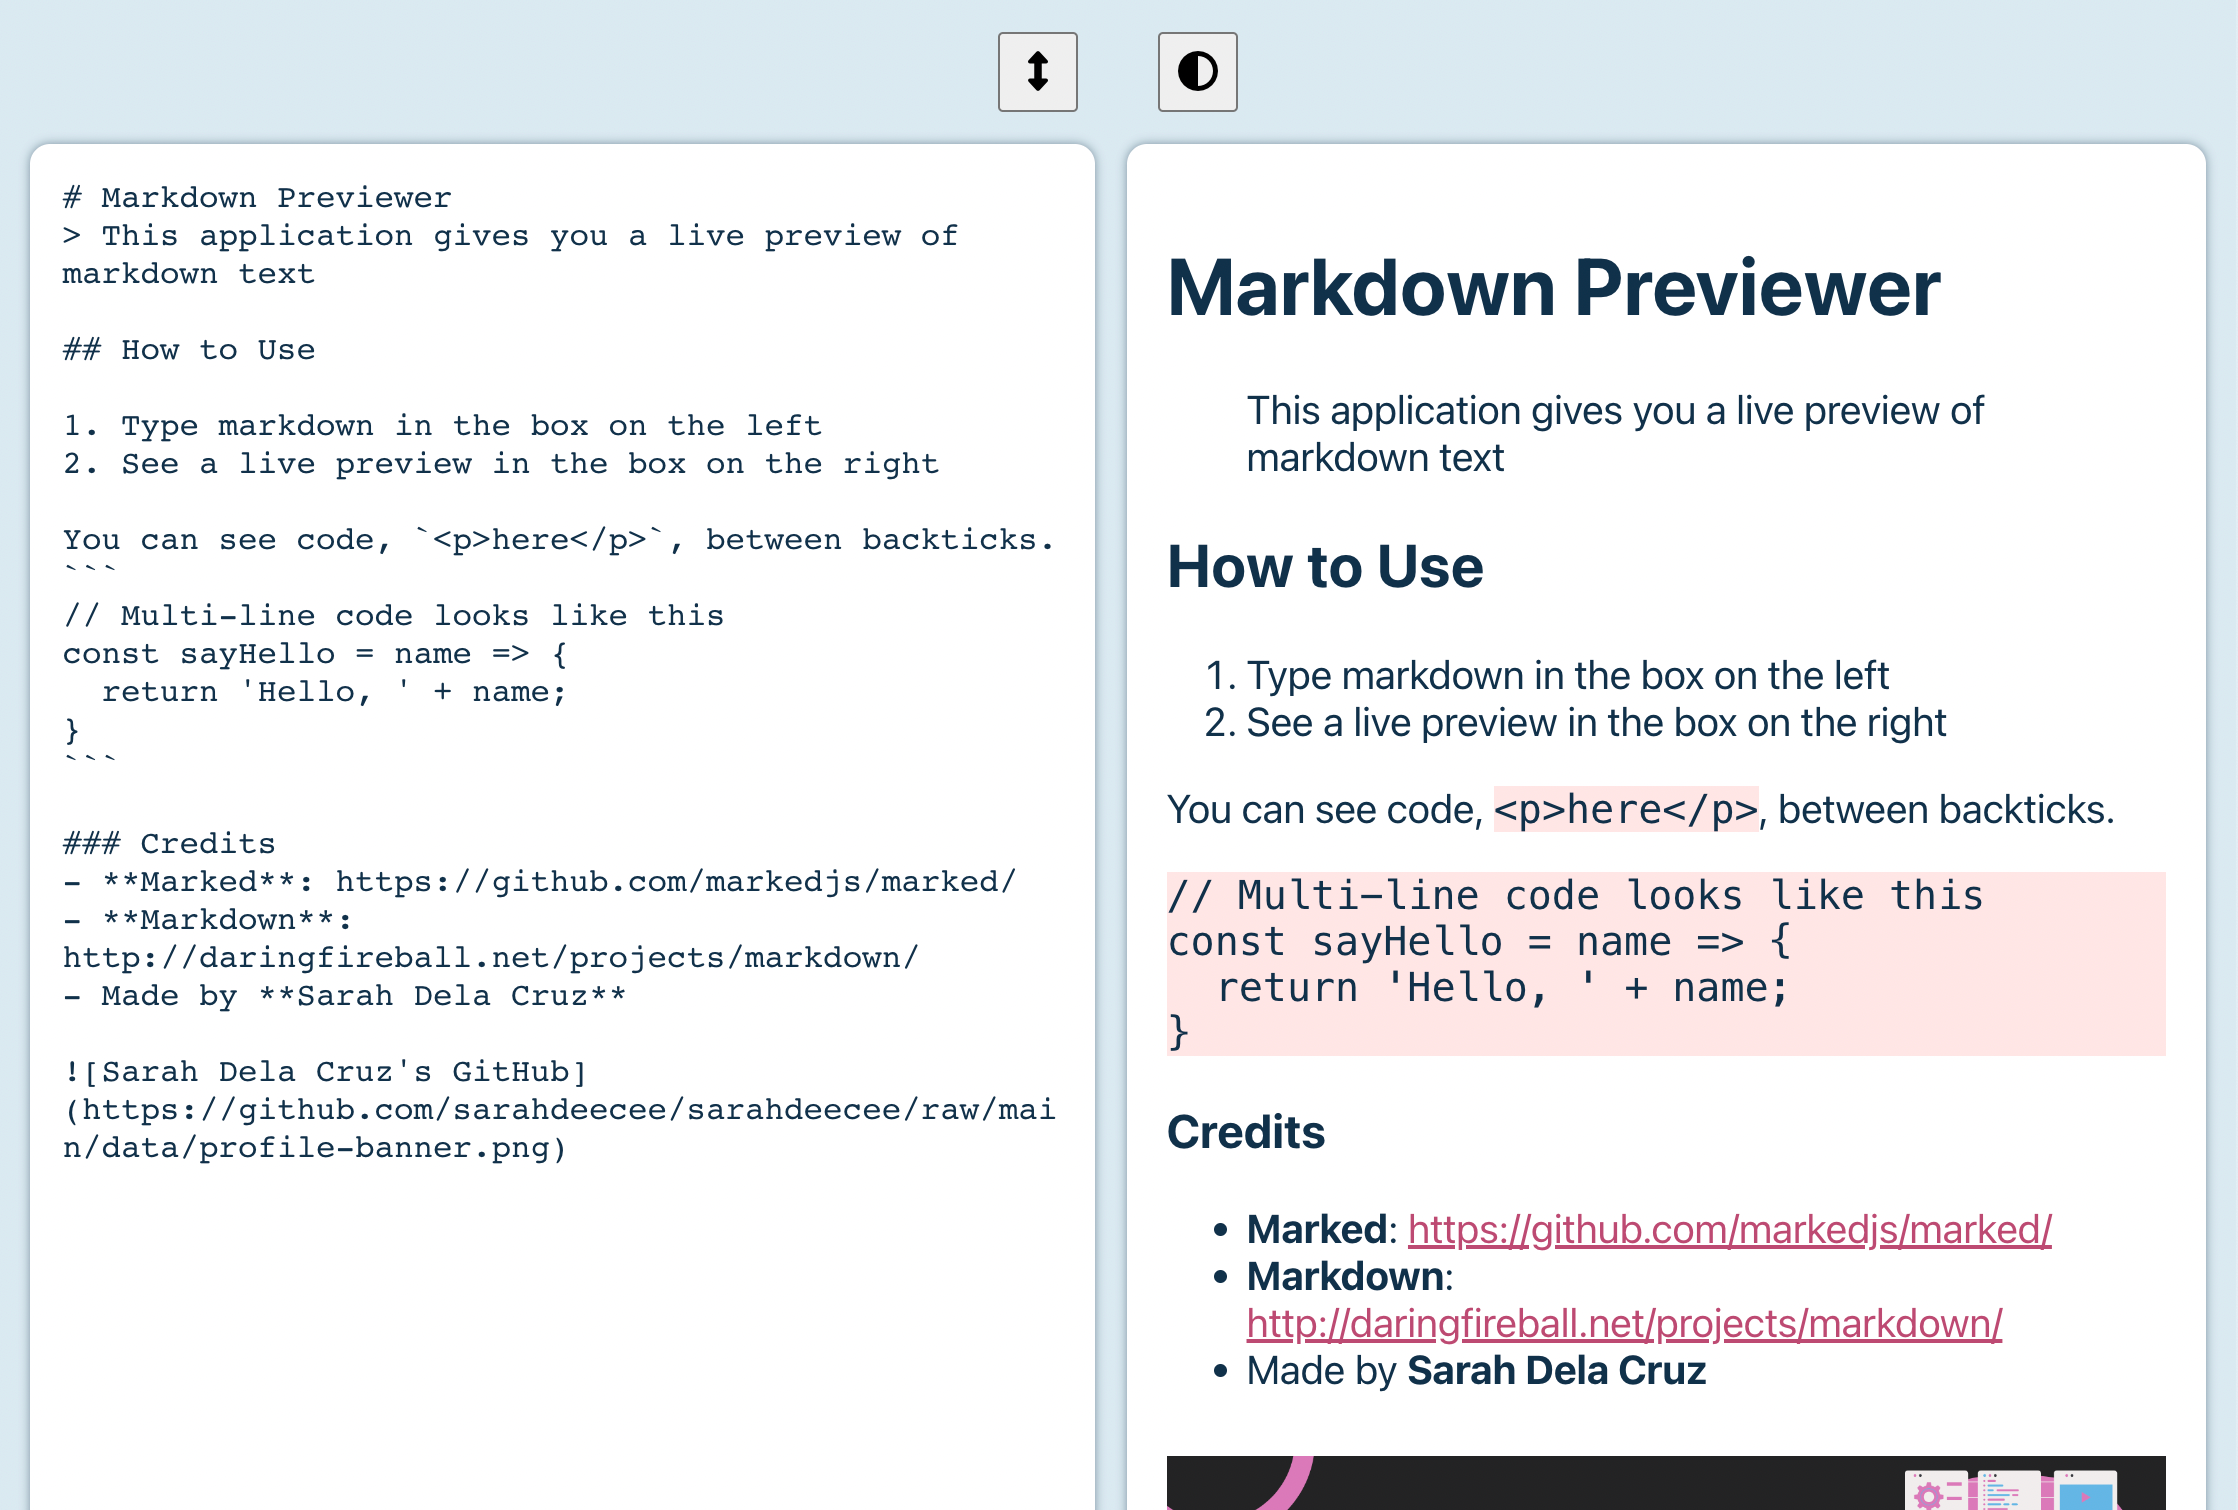 # Markdown Previewer
> This application gives you a live preview of
markdown text
## How to Use
1. Type markdown in the box on the left
2. See a live preview in the box on the right
You can see code, `<p>here</p>`, between backticks.
```
// Multi-line code looks like this
const sayHello = name => {
  return 'Hello, ' + name;
}
```
### Credits
- **Marked**: https://github.com/markedjs/marked/
- **Markdown**:
http://daringfireball.net/projects/markdown/
- Made by **Sarah Dela Cruz**
![Sarah Dela Cruz's GitHub]
(https://github.com/sarahdeecee/sarahdeecee/raw/mai
n/data/profile-banner.png)
Markdown Previewer
This application gives you a live preview of
markdown text
How to Use
1. Type markdown in the box on the left
2. See a live preview in the box on the right
You can see code, <p>here</p>, between backticks.
// Multi-line code looks like this
const sayHello = name => {
  return 'Hello, ' + name;
}
Credits
• Marked: https://github.com/markedjs/marked/
• Markdown:
http://daringfireball.net/projects/markdown/
• Made by Sarah Dela Cruz